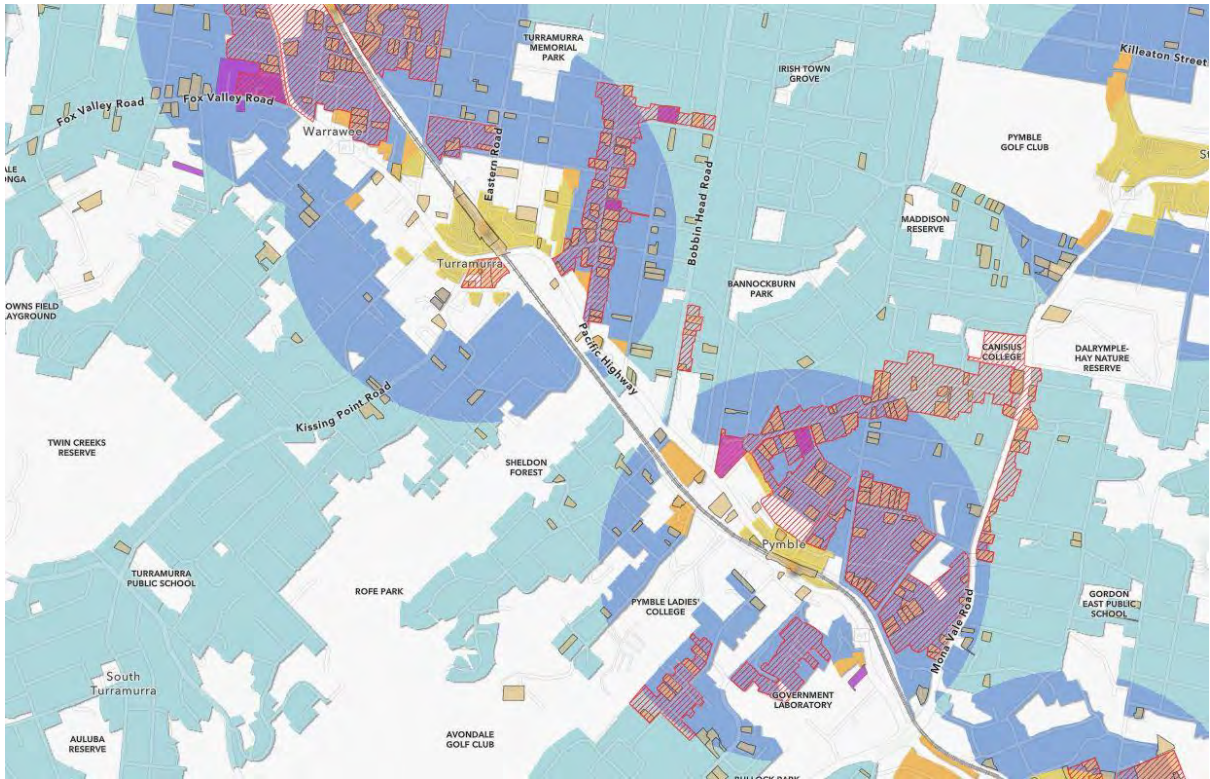 TURRAMURRA
MEMORIAL
PARK
Killeaton Street
IRISH TOWN
GROVE
Fox Valley Road
Fox Valley Road
Warrawee
PYMBLE
GOLF CLUB
Eastern Road
Bobbin Head Road
MADDISON
RESERVE
Turramurra
BANNOCKBURN
PARK
PLAYGROUND
Pacific Highway
CANISIUS
COLLEGE
DALRYMPLE-
HAY NATURE
RESERVE
Kissing Point Road
TWIN CREEKS
RESERVE
SHELDON
FOREST
Pymble
TURRAMURRA
PUBLIC SCHOOL
ROFE PARK
PYMBLE LADIES'
COLLEGE
GORDON
EAST PUBLIC
SCHOOL
Mona Vale Road
South
Turramurra
GOVERNMENT
LABORATORY
AULUBA
RESERVE
AVONDALE
GOLF CLUB